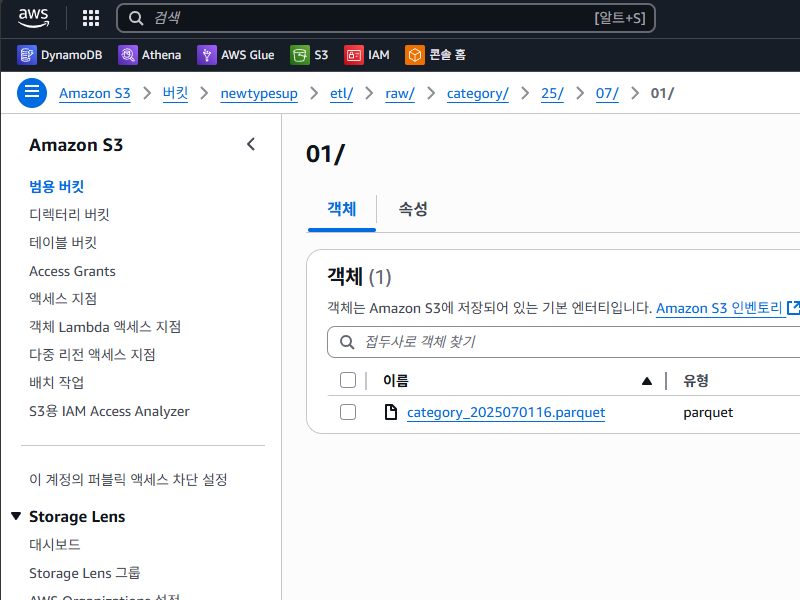 aws
검색
[알트+S]
DynamoDB
Athena
AWS Glue
S3
IAM
콘솔 홈
Amazon S3
버킷
newtypesup
etl/
raw/
category/
25/
07/
01/
Amazon S3
범용 버킷
디렉터리 버킷
테이블 버킷
Access Grants
액세스 지점
객체 Lambda 액세스 지점
다중 리전 액세스 지점
배치 작업
S3용 IAM Access Analyzer
이 계정의 퍼블릭 액세스 차단 설정
Storage Lens
대시보드
Storage Lens 그룹
AWS Organizations 설정
01/
객체
속성
객체 (1)
객체는 Amazon S3에 저장되어 있는 기본 엔터티입니다. Amazon S3 인벤토리
접두사로 객체 찾기
이름
유형
category_2025070116.parquet
parquet